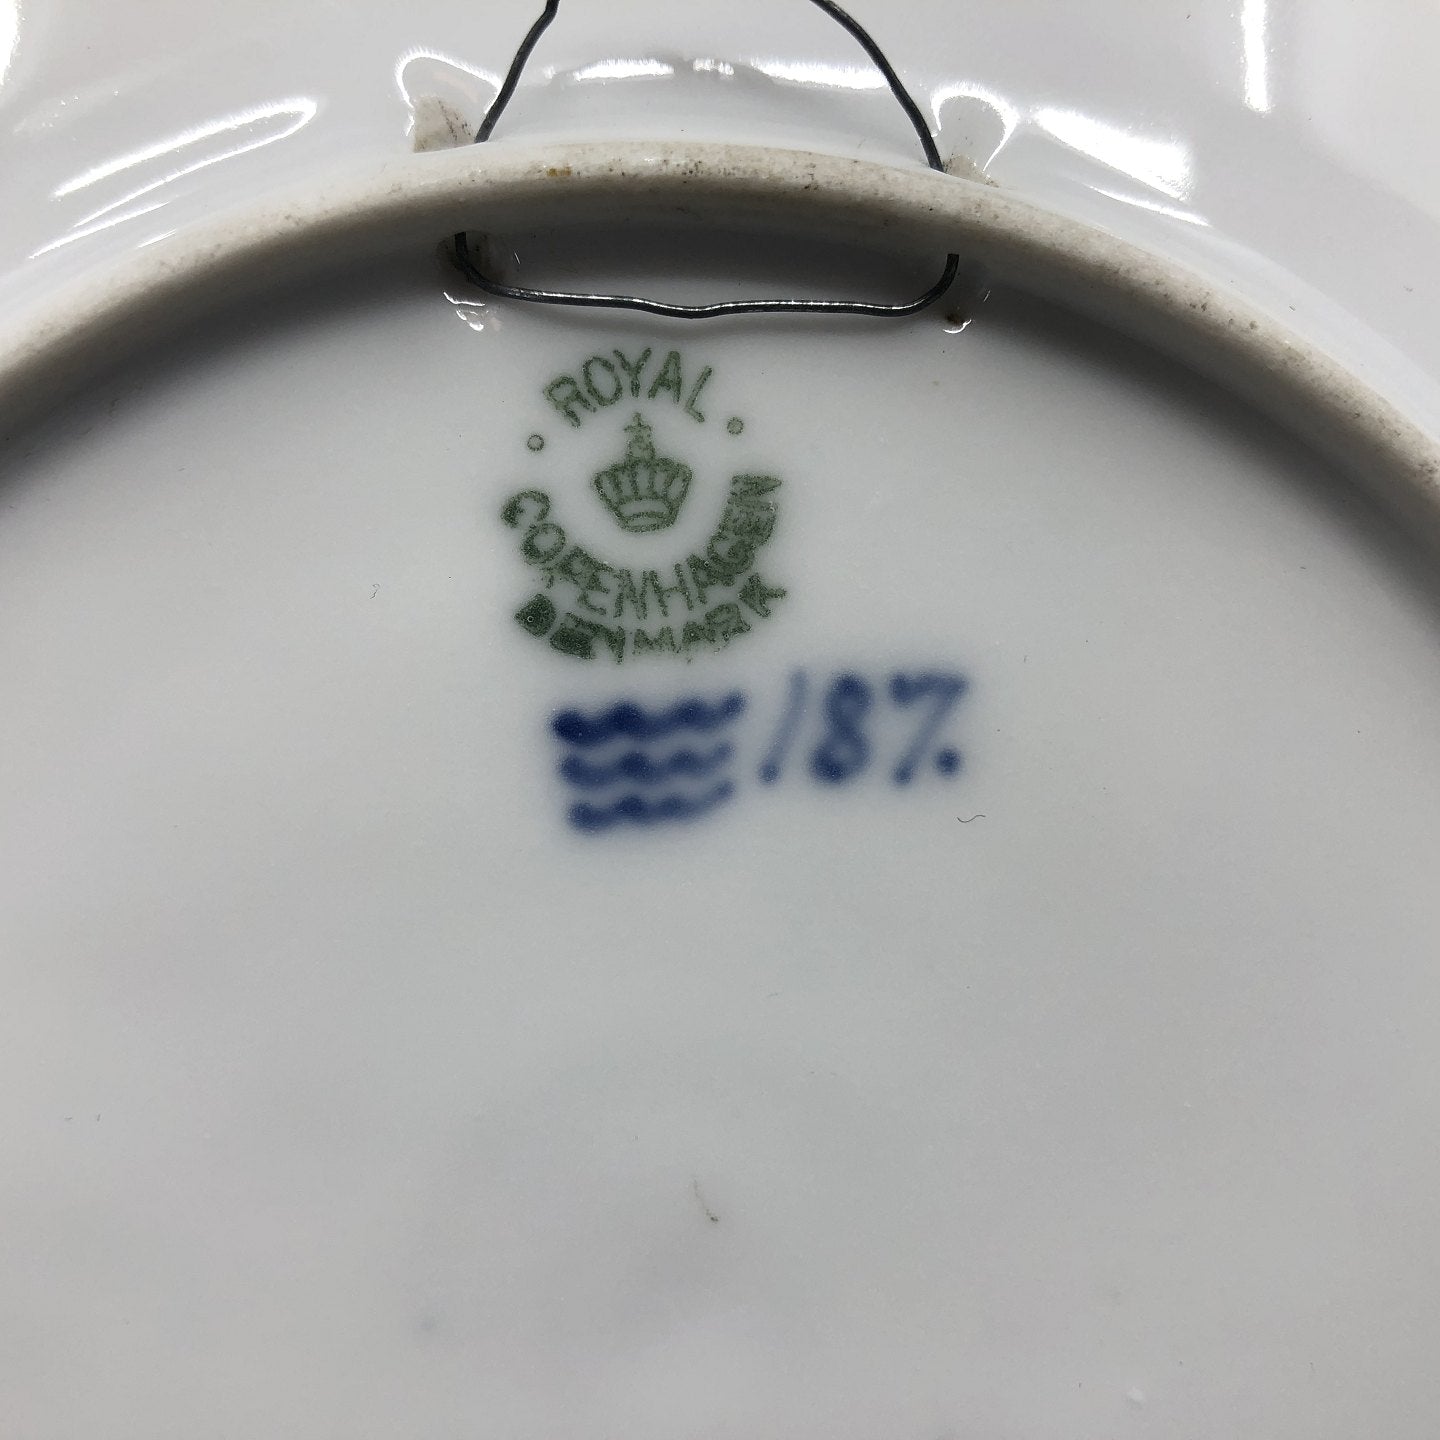 ROYAL
COPENHAGEN
DENMARK
187.